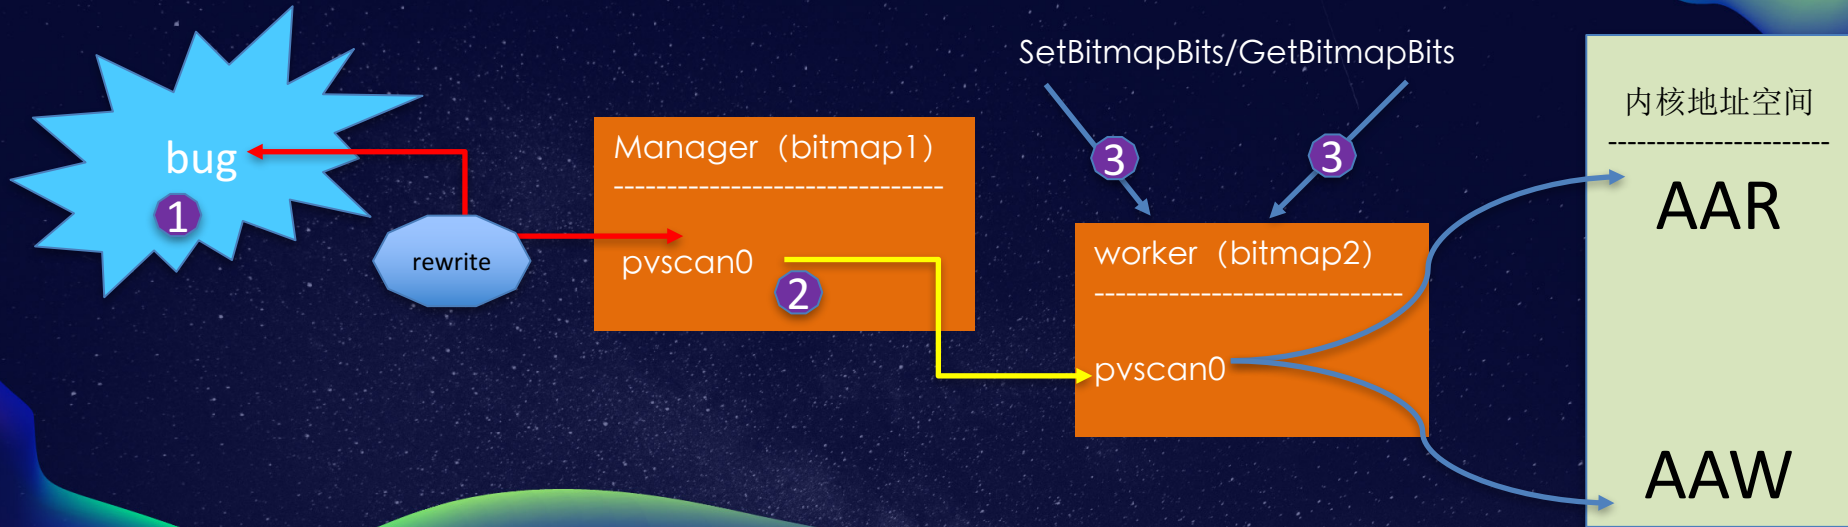 bug
1
rewrite
Manager（bitmap1）
------------------------------
pvscan0
2
SetBitmapBits/GetBitmapBits
3
3
worker（bitmap2）
------------------------------
pvscan0
内核地址空间
-----------------------
AAR
AAW